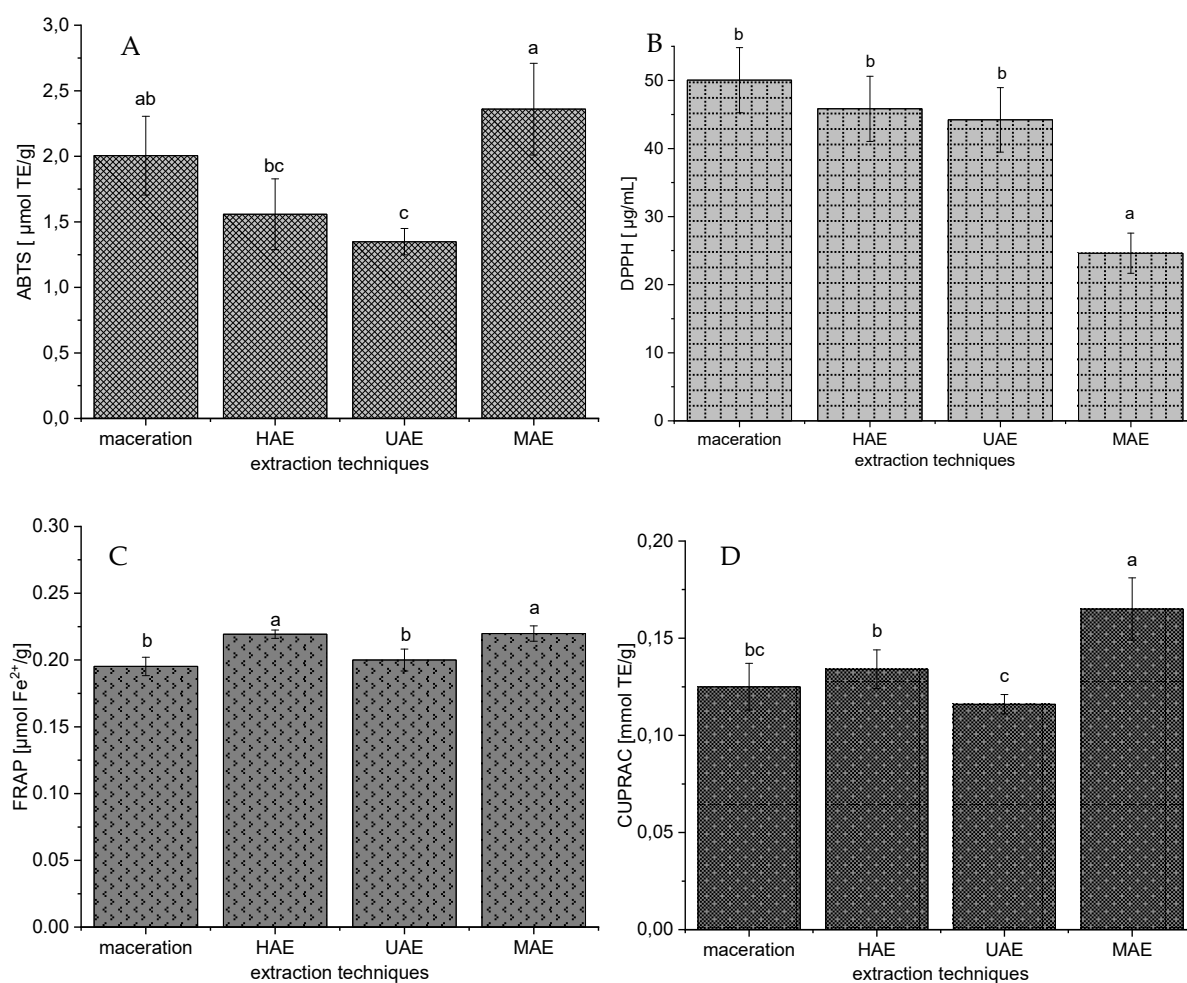 A
ABTS [ µmol TE/g]
3,0
2,5
2,0
1,5
1,0
0,5
0,0
ab
bc
c
a
maceration HAE UAE MAE
extraction techniques
B
DPPH [ µg/mL]
50
40
30
20
10
0
b
b
b
a
maceration HAE UAE MAE
extraction techniques
C
FRAP [µmol Fe²⁺/g]
0.30
0.25
0.20
0.15
0.10
0.05
0.00
b
a
b
a
maceration HAE UAE MAE
extraction techniques
D
CUPRAC [mmol TE/g]
0,20
0,15
0,10
0,05
0,00
bc
b
c
a
maceration HAE UAE MAE
extraction techniques